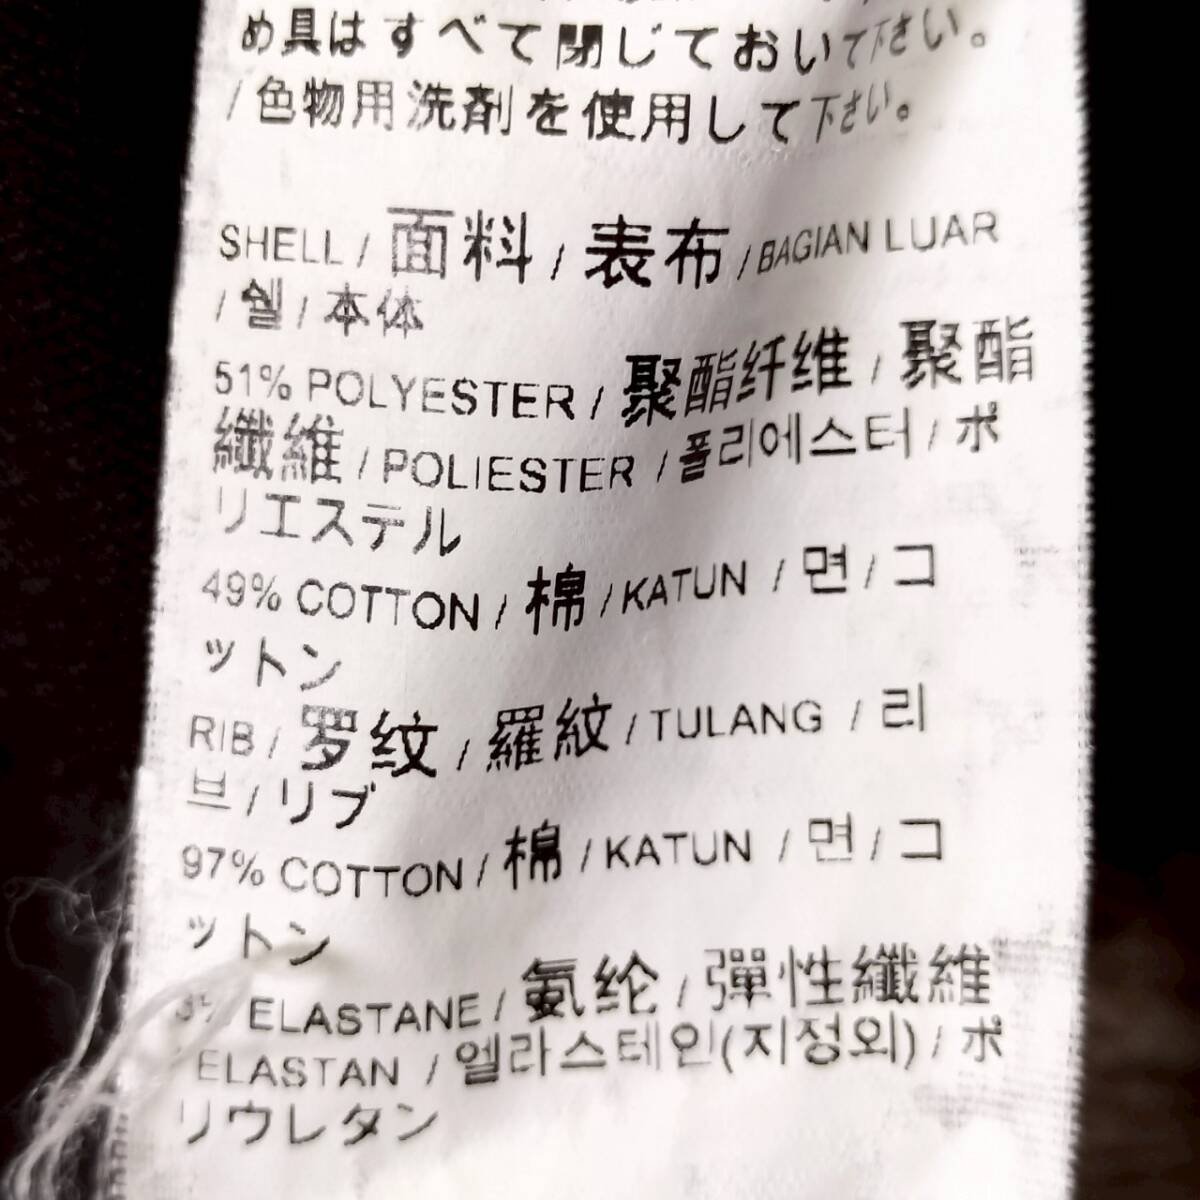 め具はすべて閉じておいて下さい。
/色物用洗剤を使用して下さい。
SHELL / 面料 / 表布 / BAGIAN LUAR
/ 쉘 / 本体
51% POLYESTER / 聚酯纤维 / 聚酯
纖維 / POLIESTER / 폴리에스터 / ポ
リエステル
49% COTTON / 棉 / KATUN / 면 / コ
ットン
RIB / 罗纹 / 羅紋 / TULANG / 리
브 / リブ
97% COTTON / 棉 / KATUN / 면 / コ
ットン
3% ELASTANE / 氨纶 / 彈性纖維
ELASTAN / 엘라스테인(지정외) / ポ
リウレタン